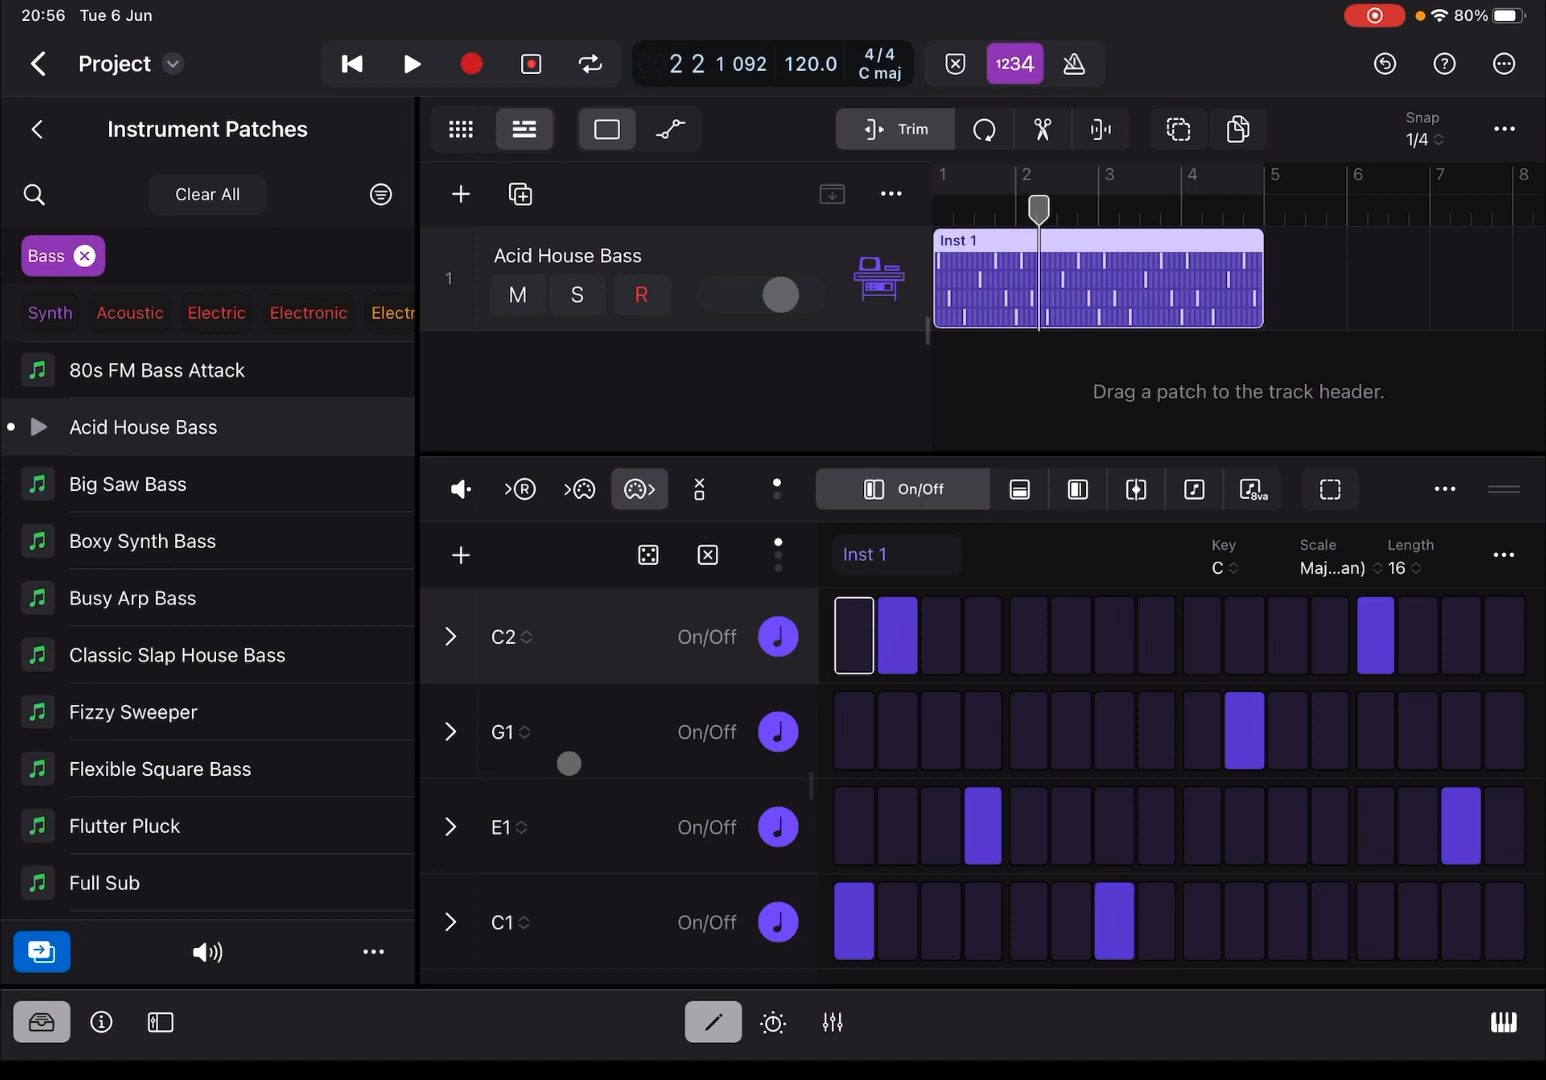 20:56 Tue 6 Jun
80%
Project
2 2 1 092
120.0
4/4
C maj
1234
Instrument Patches
Trim
Snap
1/4
Clear All
1 2 3 4 5 6 7 8
Bass
Synth Acoustic Electric Electronic Electr
1
Acid House Bass
M S R
Inst 1
Drag a patch to the track header.
80s FM Bass Attack
Acid House Bass
Big Saw Bass
Boxy Synth Bass
Busy Arp Bass
Classic Slap House Bass
Fizzy Sweeper
Flexible Square Bass
Flutter Pluck
Full Sub
R
On/Off
8va
Inst 1
Key
C
Scale
Maj...an)
Length
16
C2 On/Off
G1 On/Off
E1 On/Off
C1 On/Off